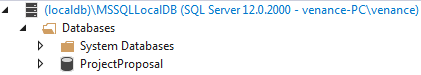 (localdb)\MSSQLLocalDB (SQL Server 12.0.2000 - venance-PC\venance)
Databases
System Databases
ProjectProposal